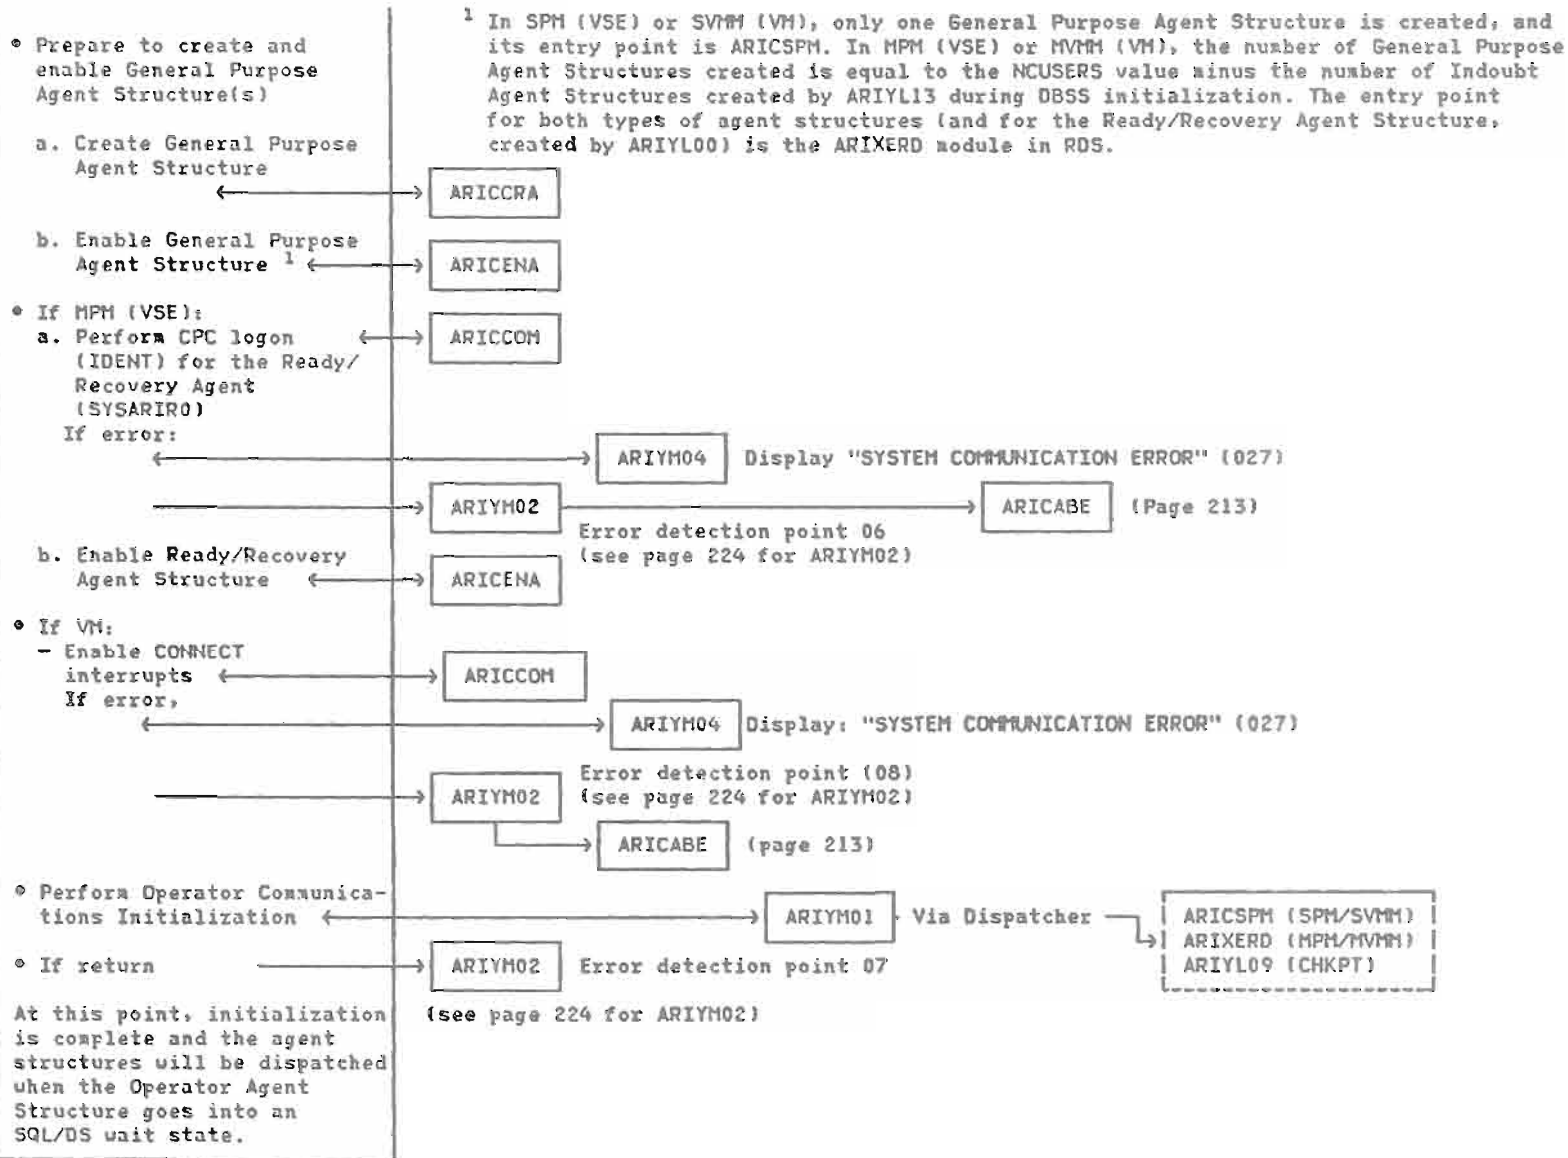 1 In SPM (VSE) or SVMM (VM), only one General Purpose Agent Structure is created, and
its entry point is ARICSPM. In MPM (VSE) or MVMM (VM), the number of General Purpose
Agent Structures created is equal to the NCUSERS value minus the number of Indoubt
Agent Structures created by ARIYL13 during DBSS initialization. The entry point
for both types of agent structures (and for the Ready/Recovery Agent Structure,
created by ARIYL00) is the ARIXERD module in RDS.
• Prepare to create and
enable General Purpose
Agent Structure(s)
a. Create General Purpose
Agent Structure
ARICCRA
b. Enable General Purpose
Agent Structure 1
ARICENA
• If MPM (VSE):
a. Perform CPC logon
ARICCOM
(IDENT) for the Ready/
Recovery Agent
(SYSARIRO)
If error:
ARIYM04 Display "SYSTEM COMMUNICATION ERROR" (027)
ARIYM02
ARICABE (Page 213)
Error detection point 06
(see page 224 for ARIYM02)
b. Enable Ready/Recovery
Agent Structure
ARICENA
• If VM:
- Enable CONNECT
interrupts
ARICCOM
If error,
ARIYM04 Display: "SYSTEM COMMUNICATION ERROR" (027)
Error detection point (08)
ARIYM02 (see page 224 for ARIYM02)
ARICABE (page 213)
• Perform Operator Communica-
tions Initialization
ARIYM01 Via Dispatcher
ARICSPM (SPM/SVMM)
ARIXERD (MPM/MVMM)
ARIYL09 (CHKPT)
• If return
ARIYM02 Error detection point 07
(see page 224 for ARIYM02)
At this point, initialization
is complete and the agent
structures will be dispatched
when the Operator Agent
Structure goes into an
SQL/DS wait state.